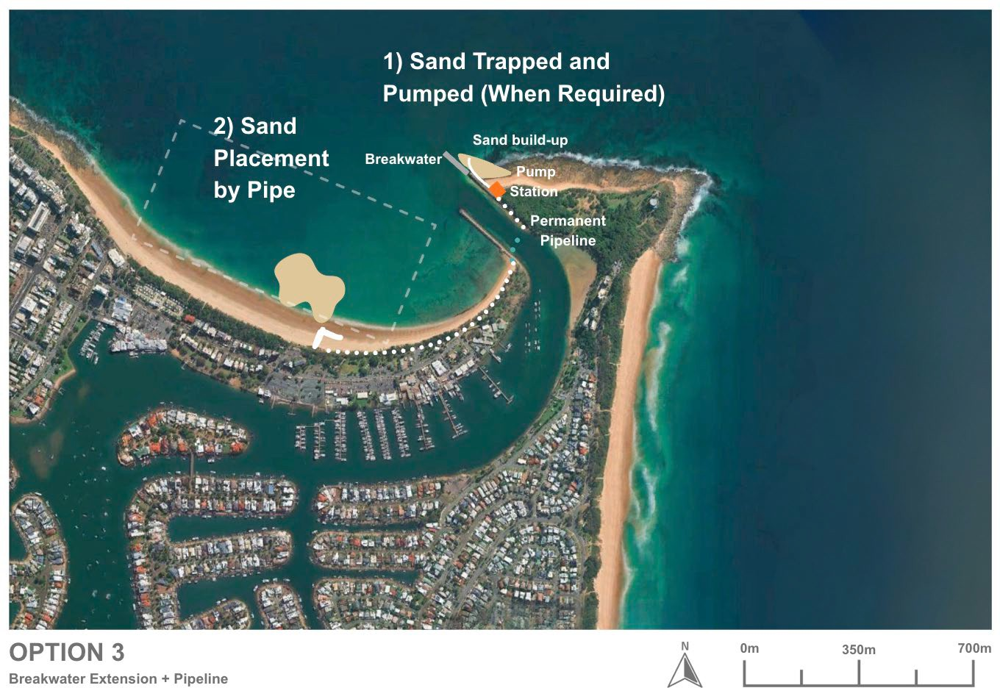 1) Sand Trapped and
Pumped (When Required)
2) Sand
Placement
by Pipe
Sand build-up
Breakwater
Pump
Station
Permanent
Pipeline
OPTION 3
Breakwater Extension + Pipeline
N
0m
350m
700m